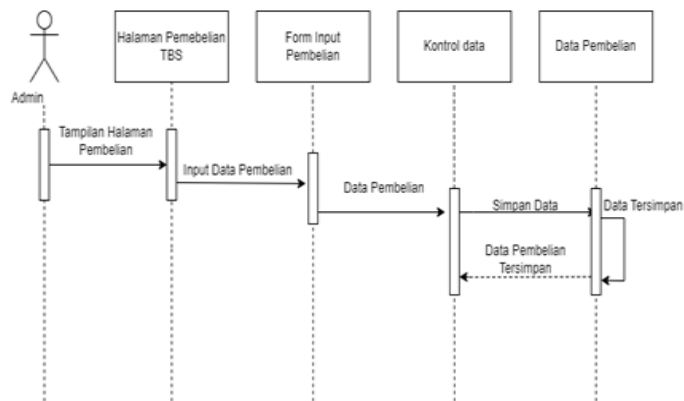 Halaman Pemebelian
TBS
Form Input
Pembelian
Kontrol data
Data Pembelian
Admin
Tampilan Halaman
Pembelian
Input Data Pembelian
Data Pembelian
Simpan Data
Data Tersimpan
Data Pembelian
Tersimpan